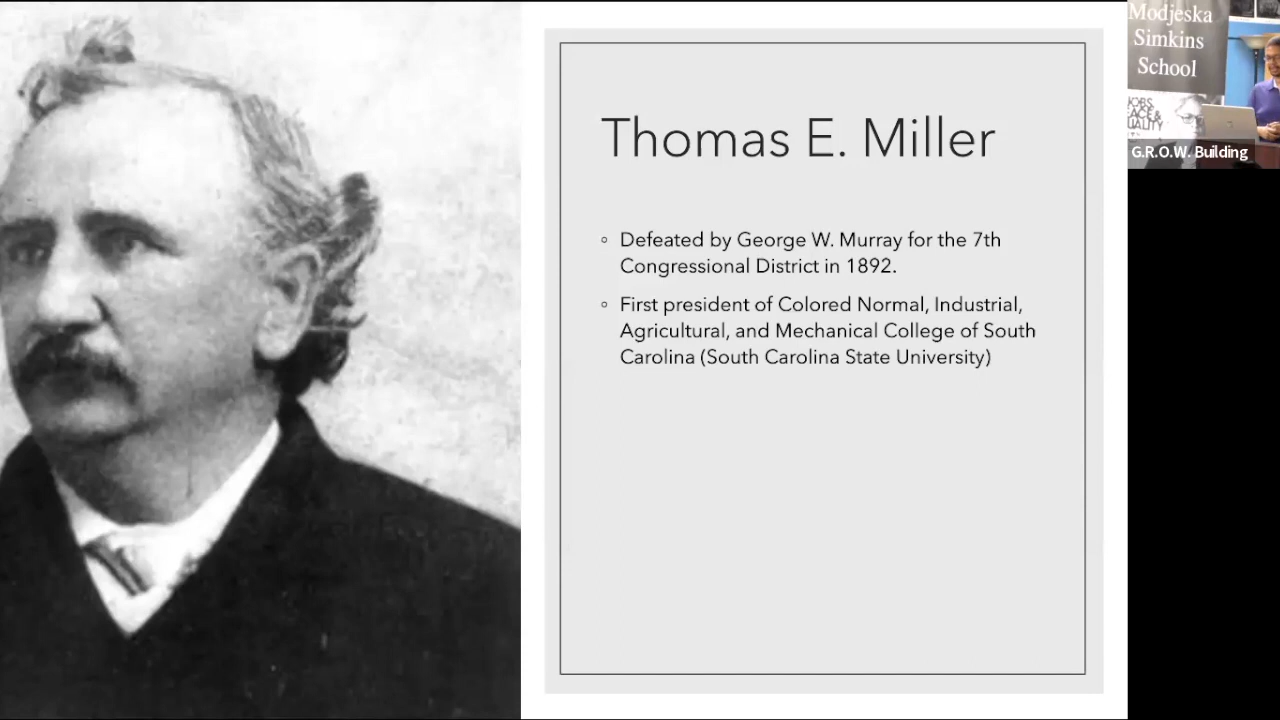 Thomas E. Miller
Defeated by George W. Murray for the 7th
Congressional District in 1892.
First president of Colored Normal, Industrial,
Agricultural, and Mechanical College of South
Carolina (South Carolina State University)
Modjeska
Simkins
School
G.R.O.W. Building